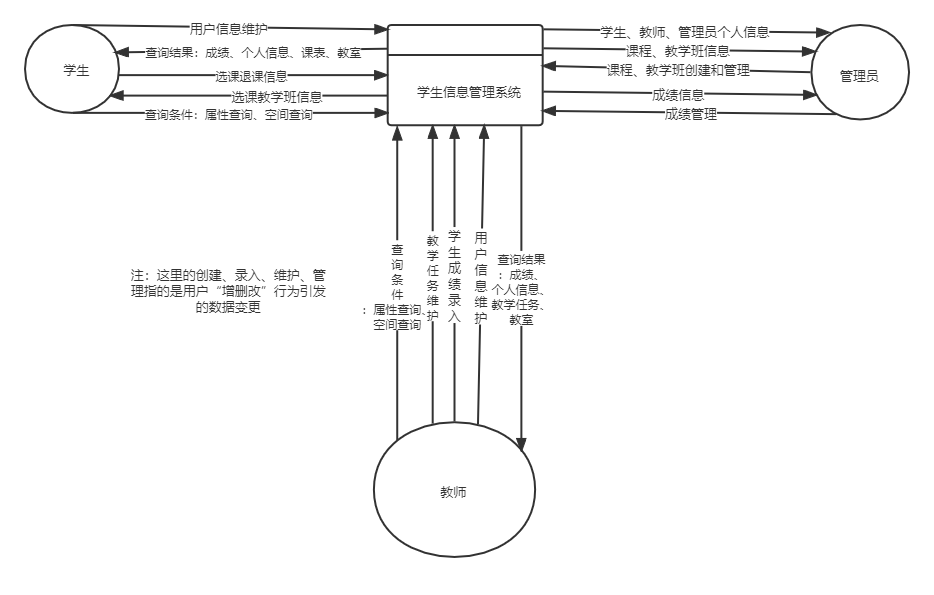 用户信息维护
查询结果：成绩、个人信息、课表、教室
学生
选课退课信息
选课教学班信息
查询条件：属性查询、空间查询
学生信息管理系统
学生、教师、管理员个人信息
课程、教学班信息
课程、教学班创建和管理
管理员
成绩信息
成绩管理
注：这里的创建、录入、维护、管
理指的是用户“增删改”行为引发
的数据变更
查询条件
：属性查询、
空间查询
教学任务维护
学生成绩录入
用户信息维护
查询结果
：成绩、
个人信息、
教学任务、
教室
教师